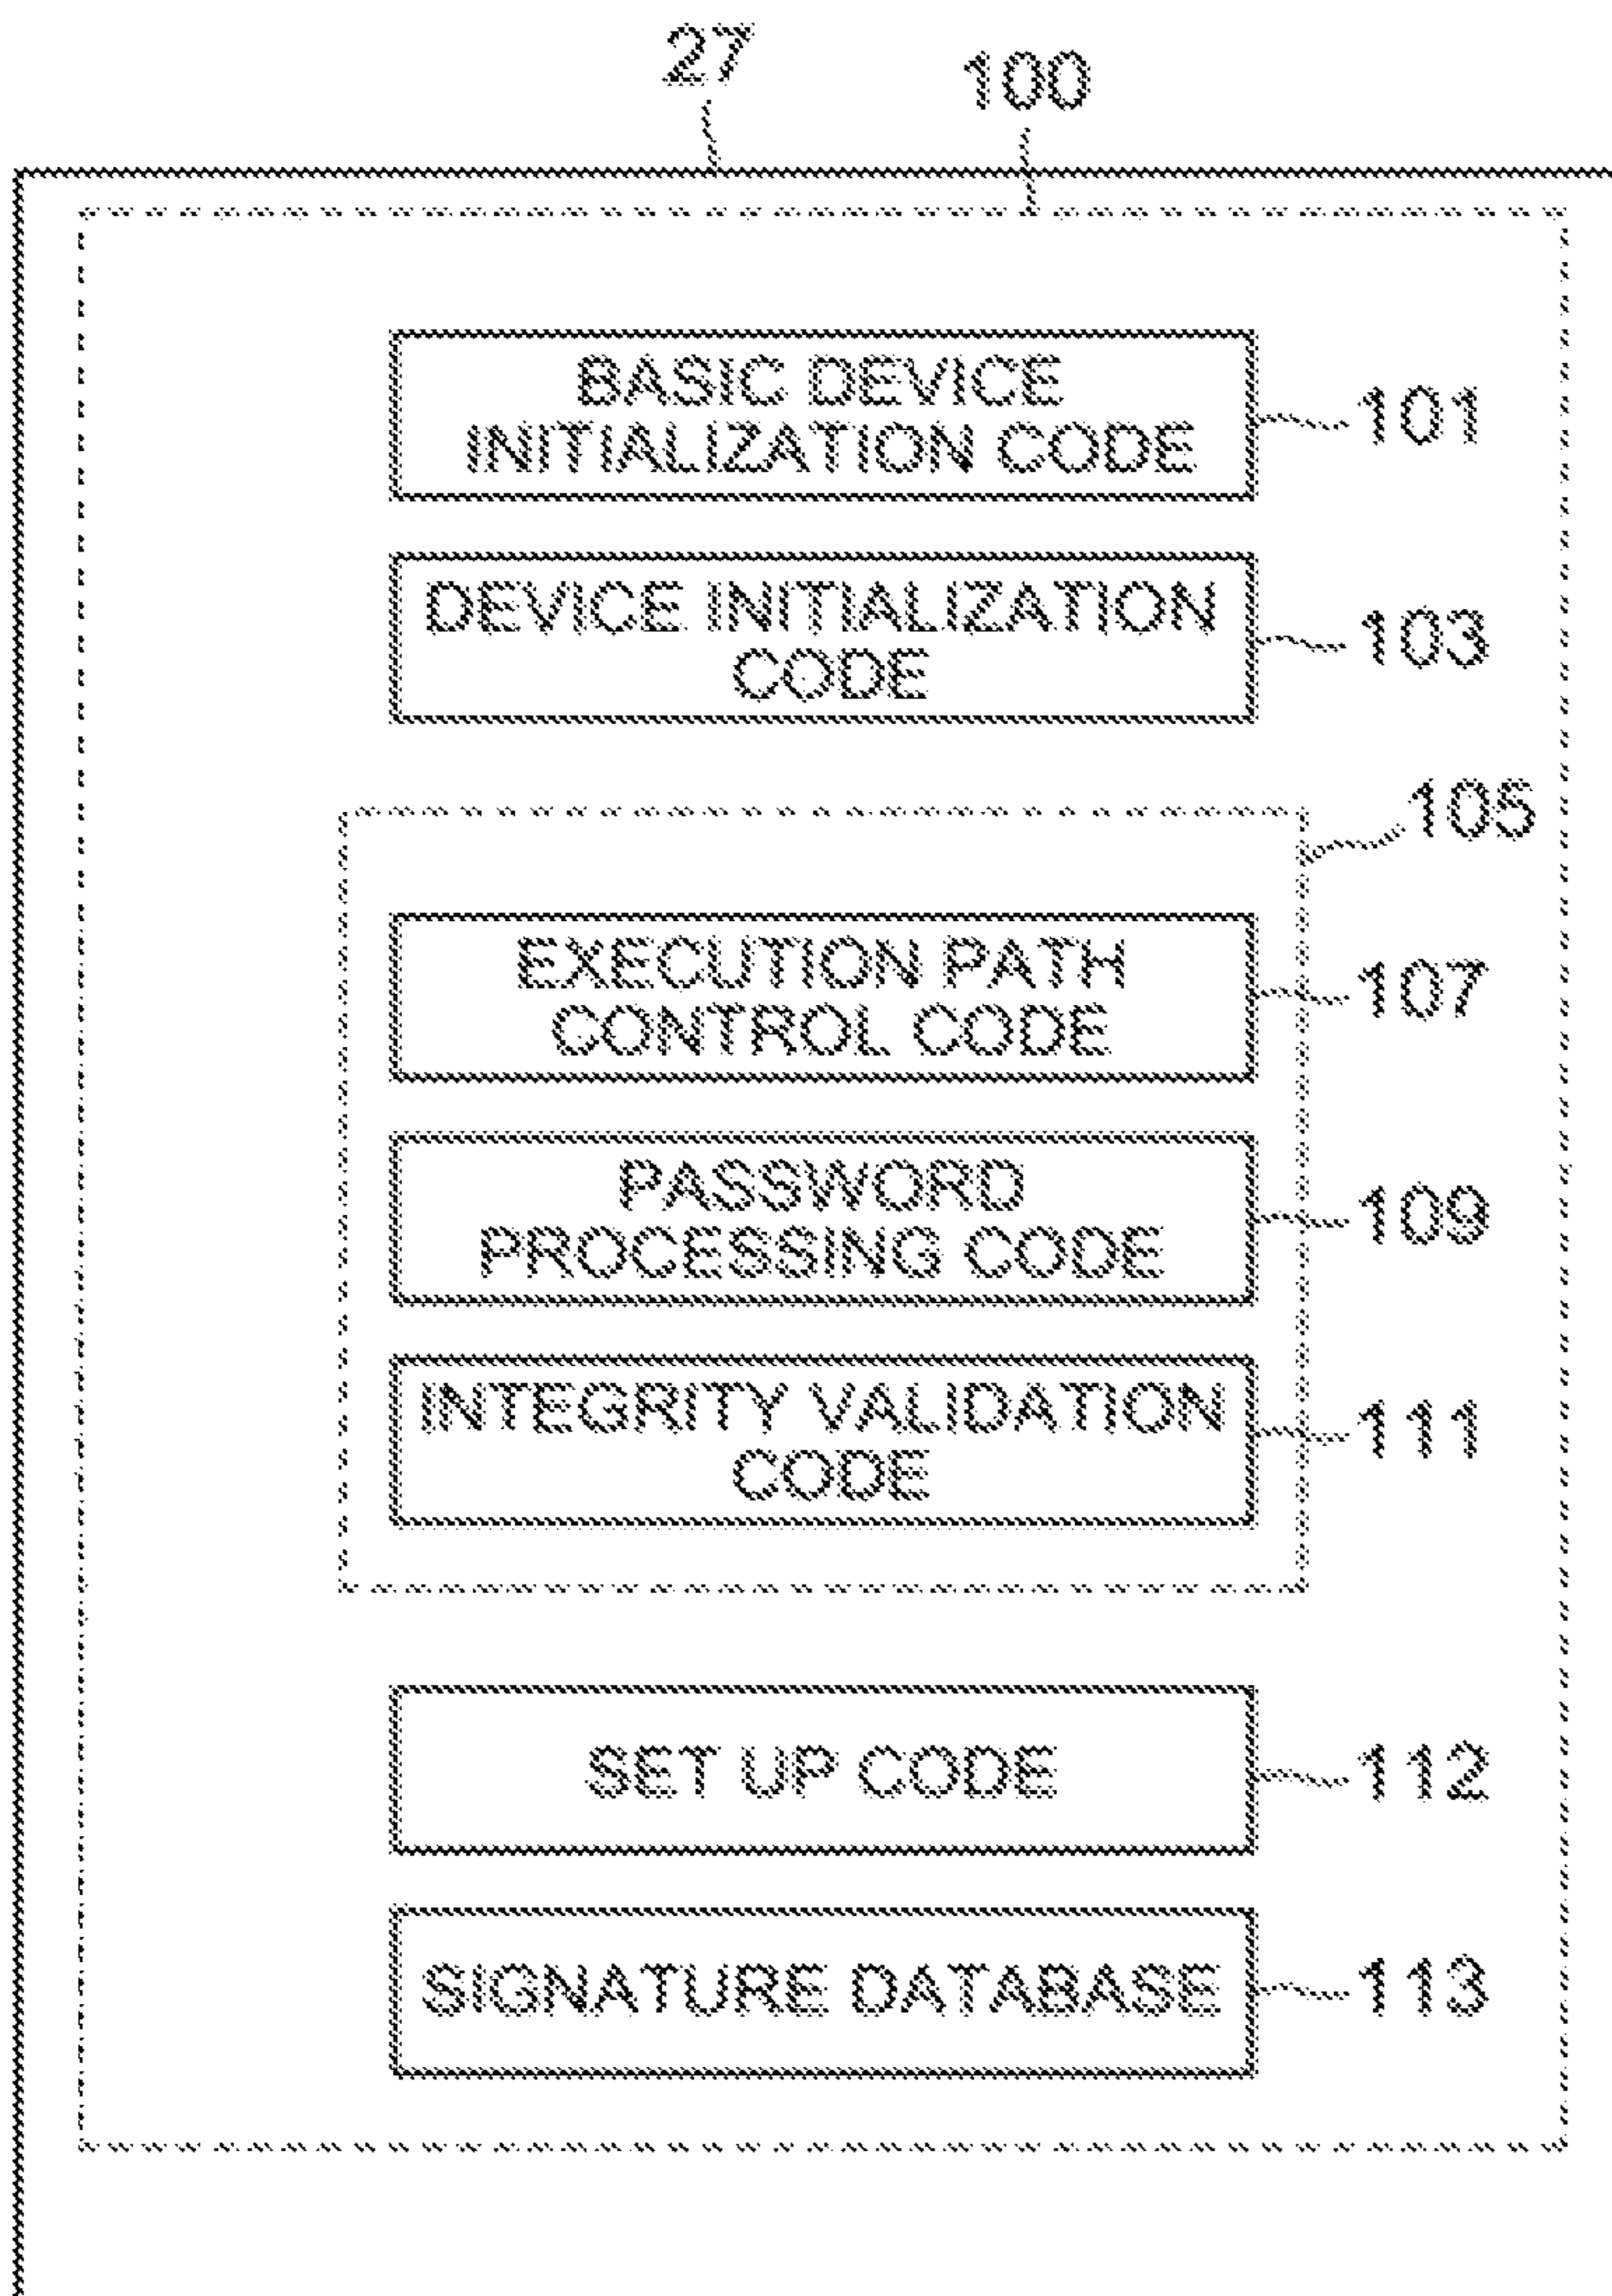 27
100
BASIC DEVICE
INITIALIZATION CODE
101
DEVICE INITIALIZATION
CODE
103
105
EXECUTION PATH
CONTROL CODE
107
PASSWORD
PROCESSING CODE
109
INTEGRITY VALIDATION
CODE
111
SET UP CODE
112
SIGNATURE DATABASE
113